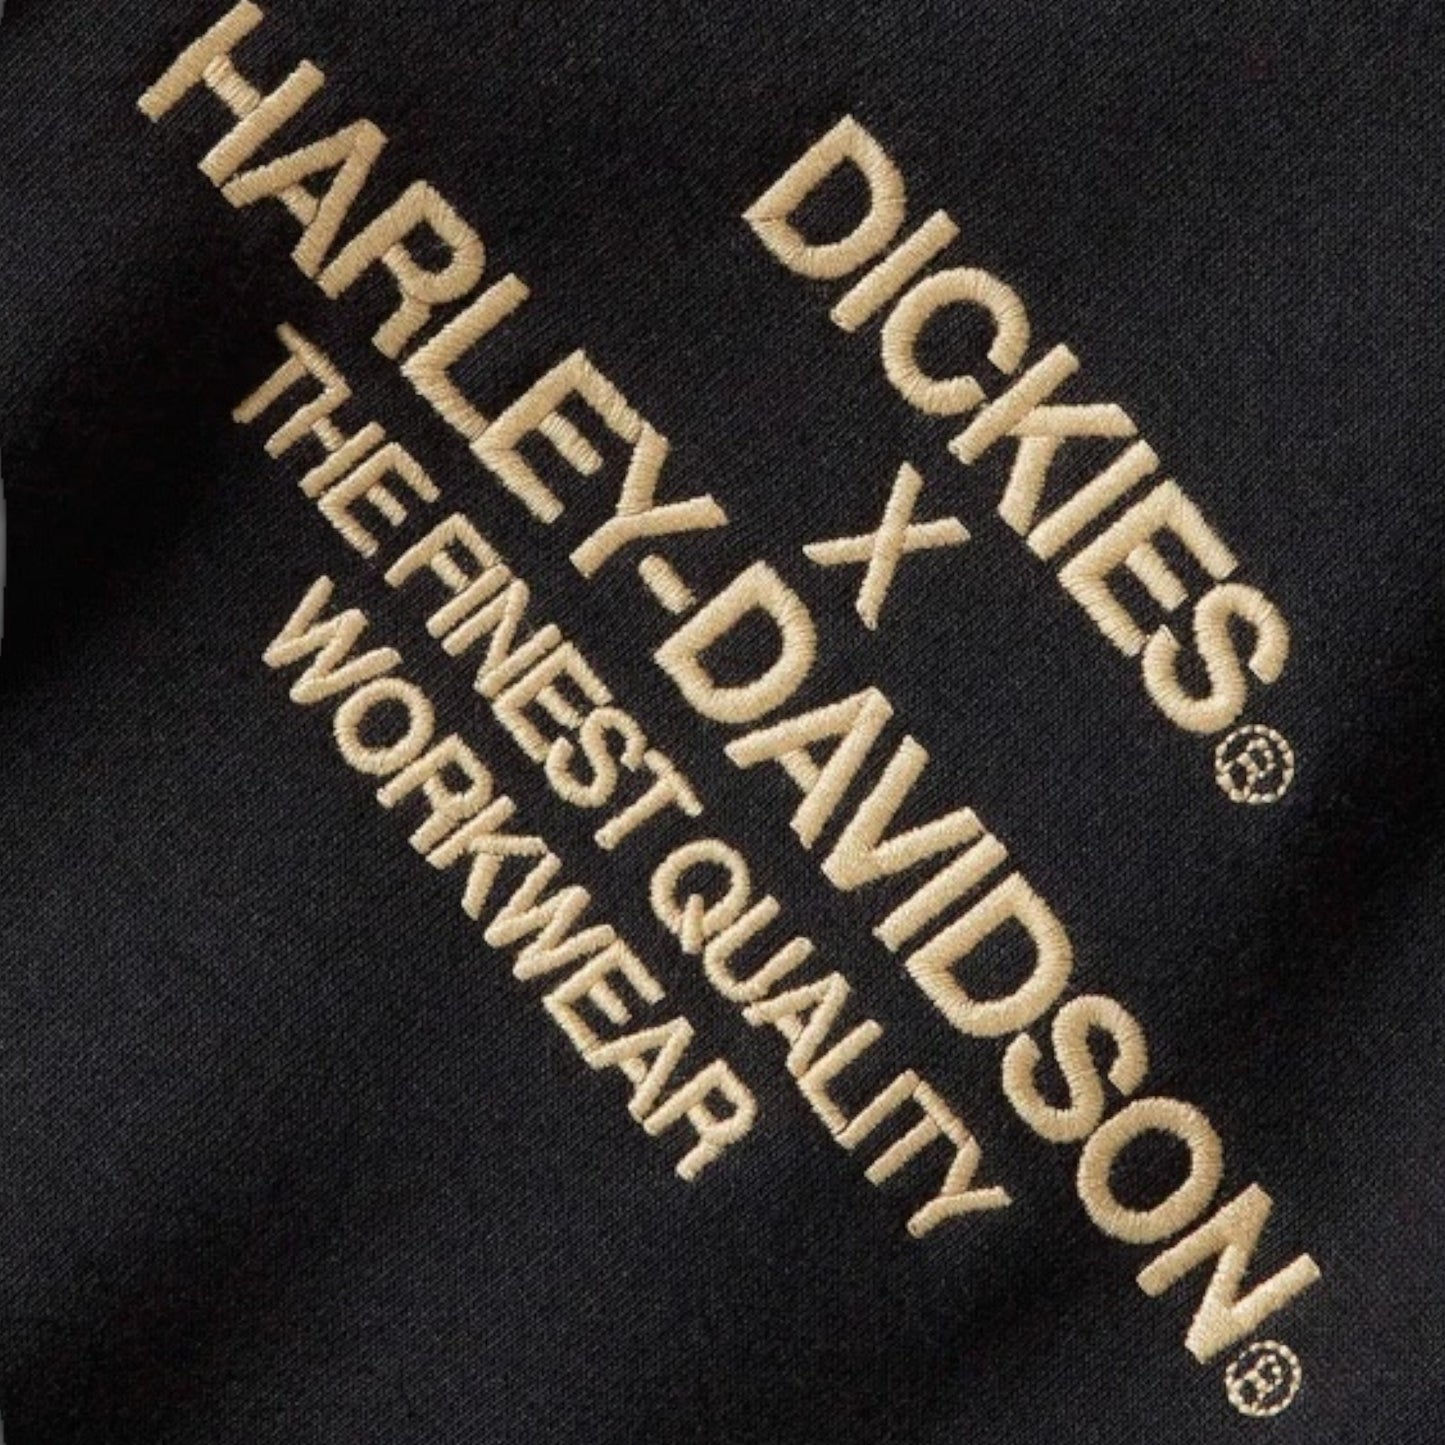 DICKIES®
X
HARLEY-DAVIDSON®
THE FINEST QUALITY
WORKWEAR